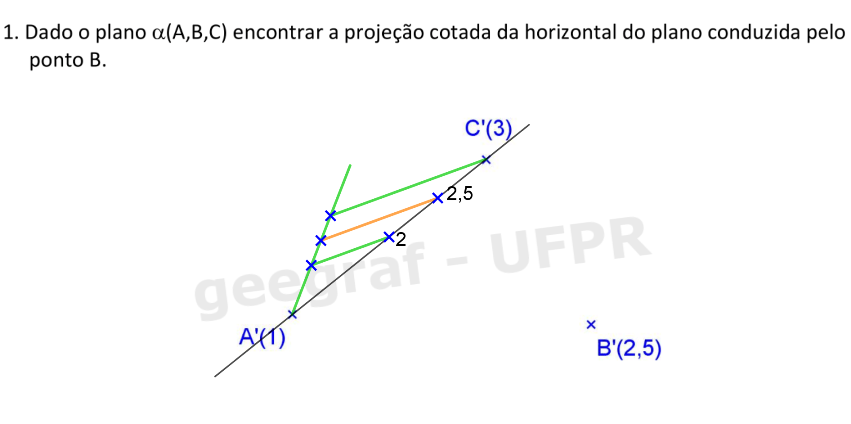 1. Dado o plano α(A,B,C) encontrar a projeção cotada da horizontal do plano conduzida pelo
ponto B.
C'(3)
2,5
2
geegraf - UFPR
A'(1)
B'(2,5)